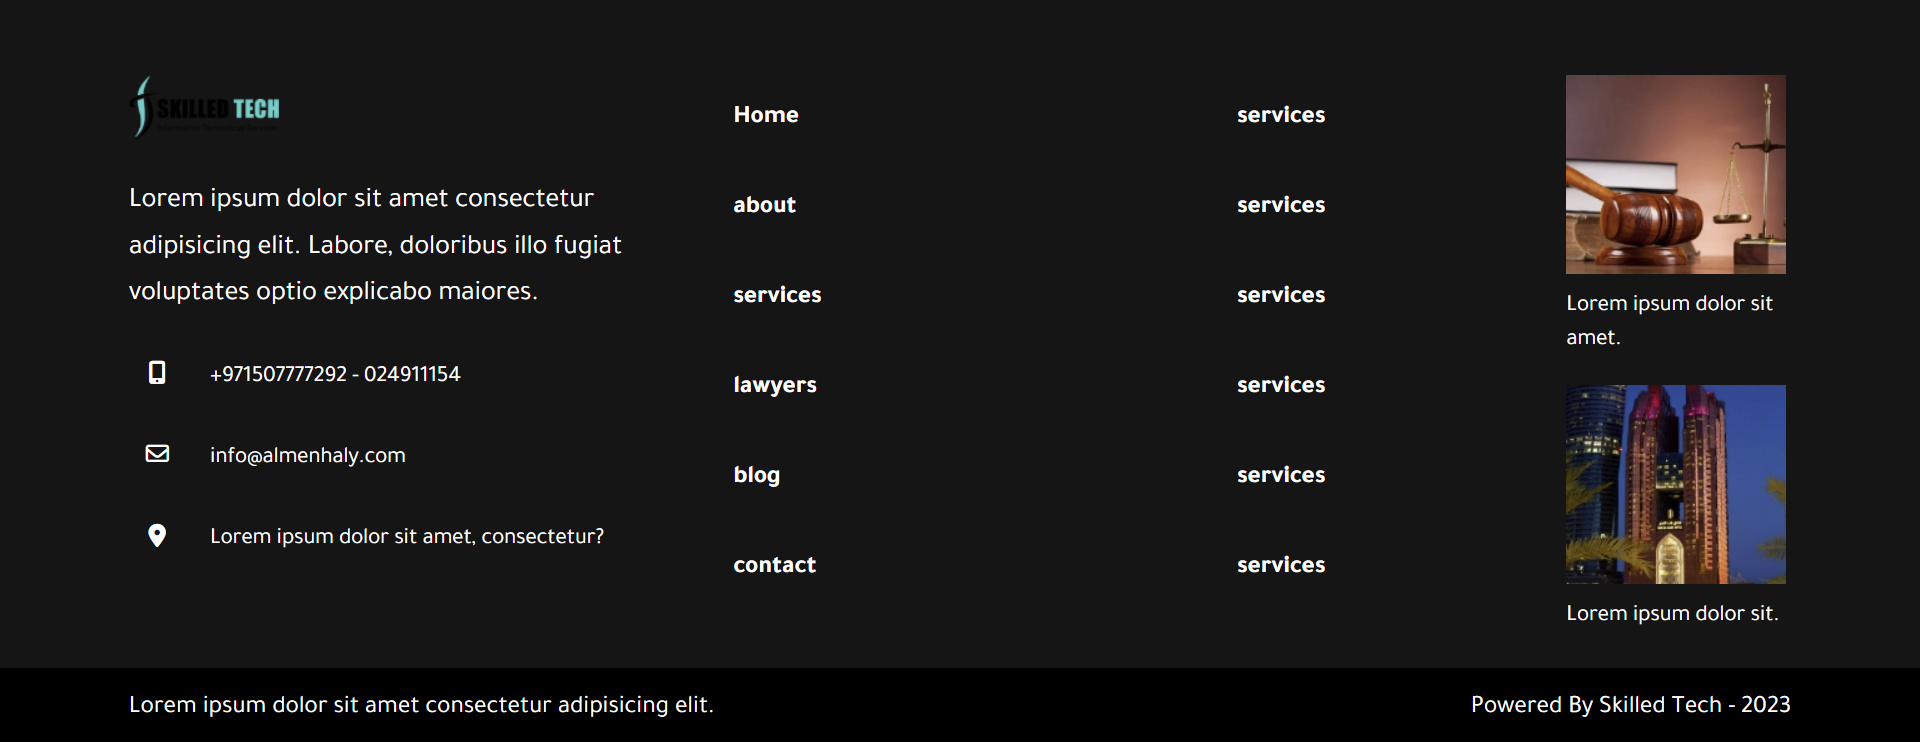 SKILLED TECH
Lorem ipsum dolor sit amet consectetur
adipisicing elit. Labore, doloribus illo fugiat
voluptates optio explicabo maiores.
+971507777292 - 024911154
info@almenhaly.com
Lorem ipsum dolor sit amet, consectetur?
Home
about
services
lawyers
blog
contact
services
services
services
services
services
services
Lorem ipsum dolor sit
amet.
Lorem ipsum dolor sit.
Lorem ipsum dolor sit amet consectetur adipisicing elit.
Powered By Skilled Tech - 2023